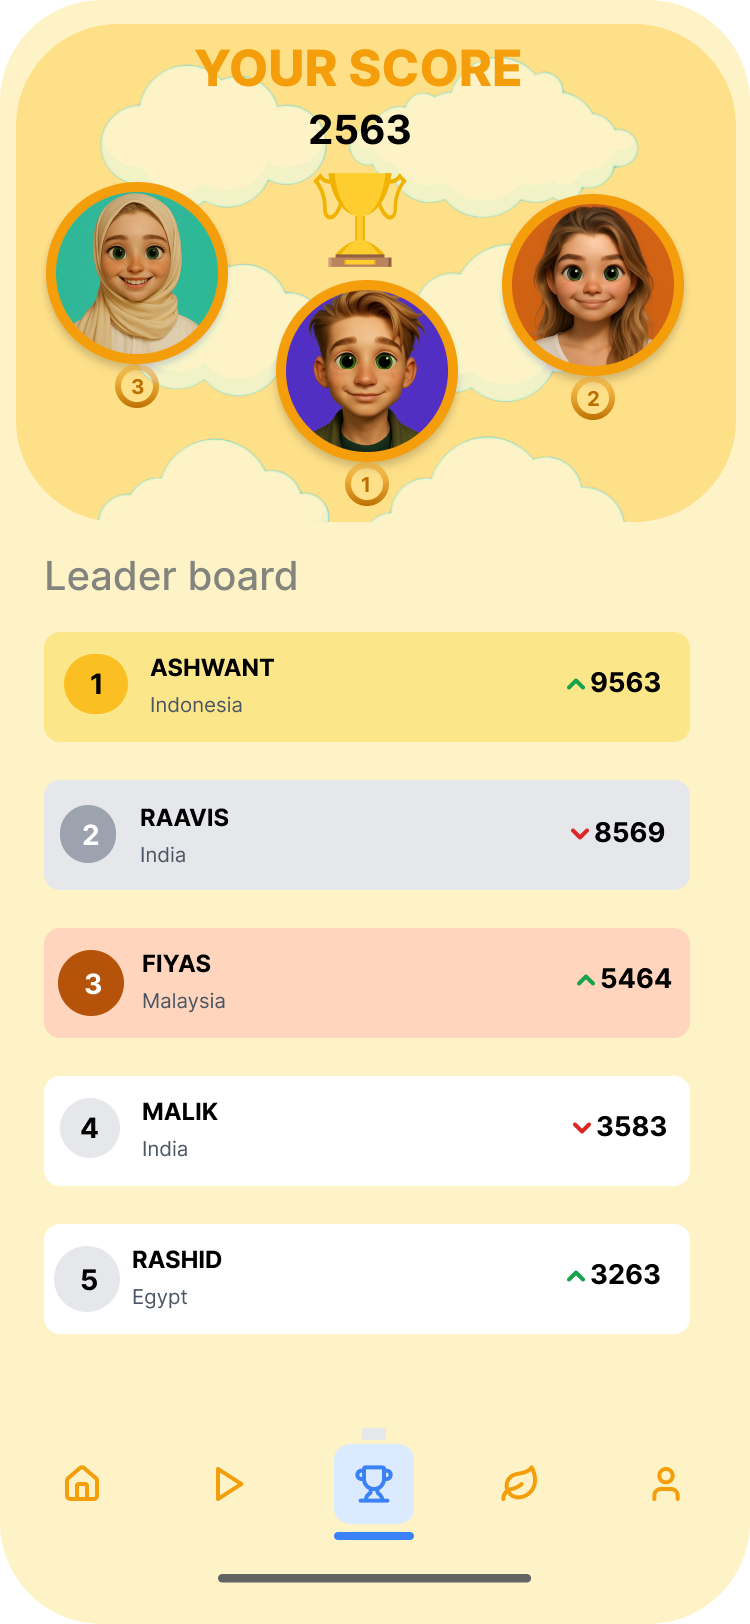 YOUR SCORE
2563
3
2
1
Leader board
1
ASHWANT
Indonesia
9563
2
RAAVIS
India
8569
3
FIYAS
Malaysia
5464
4
MALIK
India
3583
5
RASHID
Egypt
3263